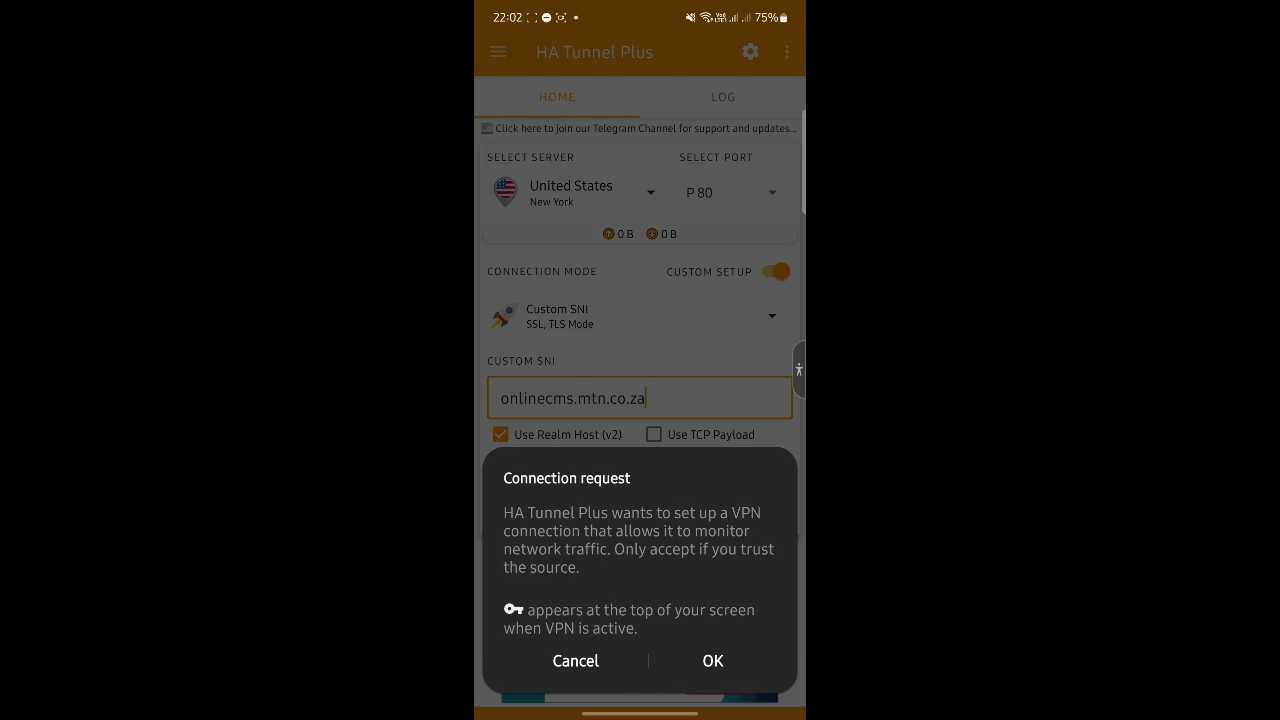 22:02
75%
HA Tunnel Plus
HOME
LOG
Click here to join our Telegram Channel for support and updates...
SELECT SERVER
SELECT PORT
United States
New York
P 80
0 B
0 B
CONNECTION MODE
CUSTOM SETUP
Custom SNI
SSL, TLS Mode
CUSTOM SNI
onlinecms.mtn.co.za
Use Realm Host (v2)
Use TCP Payload
Connection request
HA Tunnel Plus wants to set up a VPN
connection that allows it to monitor
network traffic. Only accept if you trust
the source.
appears at the top of your screen
when VPN is active.
Cancel
OK